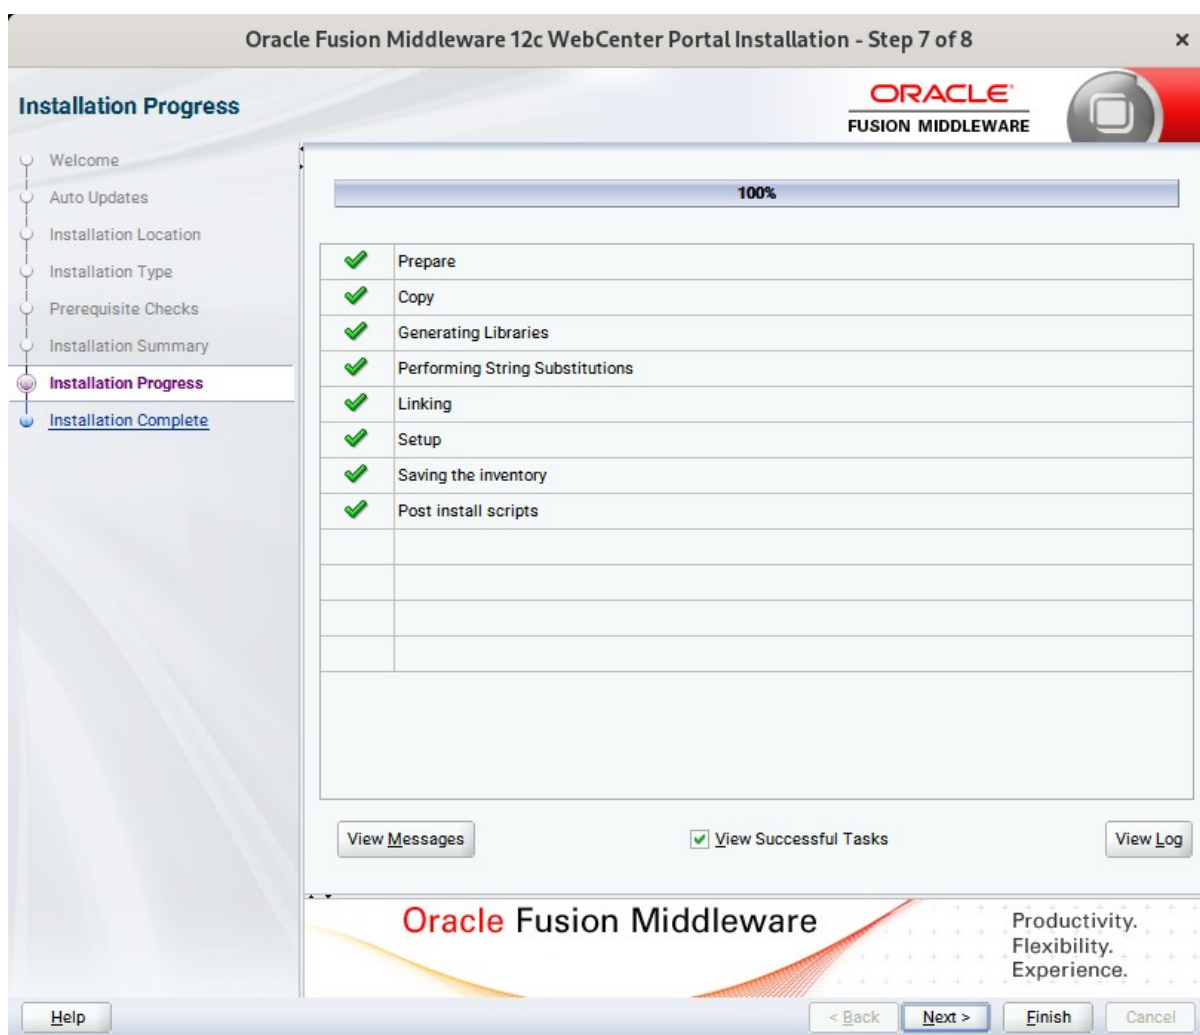 Oracle Fusion Middleware 12c WebCenter Portal Installation - Step 7 of 8
Installation Progress
ORACLE
FUSION MIDDLEWARE
Welcome
Auto Updates
Installation Location
Installation Type
Prerequisite Checks
Installation Summary
Installation Progress
Installation Complete
100%
Prepare
Copy
Generating Libraries
Performing String Substitutions
Linking
Setup
Saving the inventory
Post install scripts
View Messages
View Successful Tasks
View Log
Oracle Fusion Middleware
Productivity.
Flexibility.
Experience.
Help
< Back
Next >
Finish
Cancel